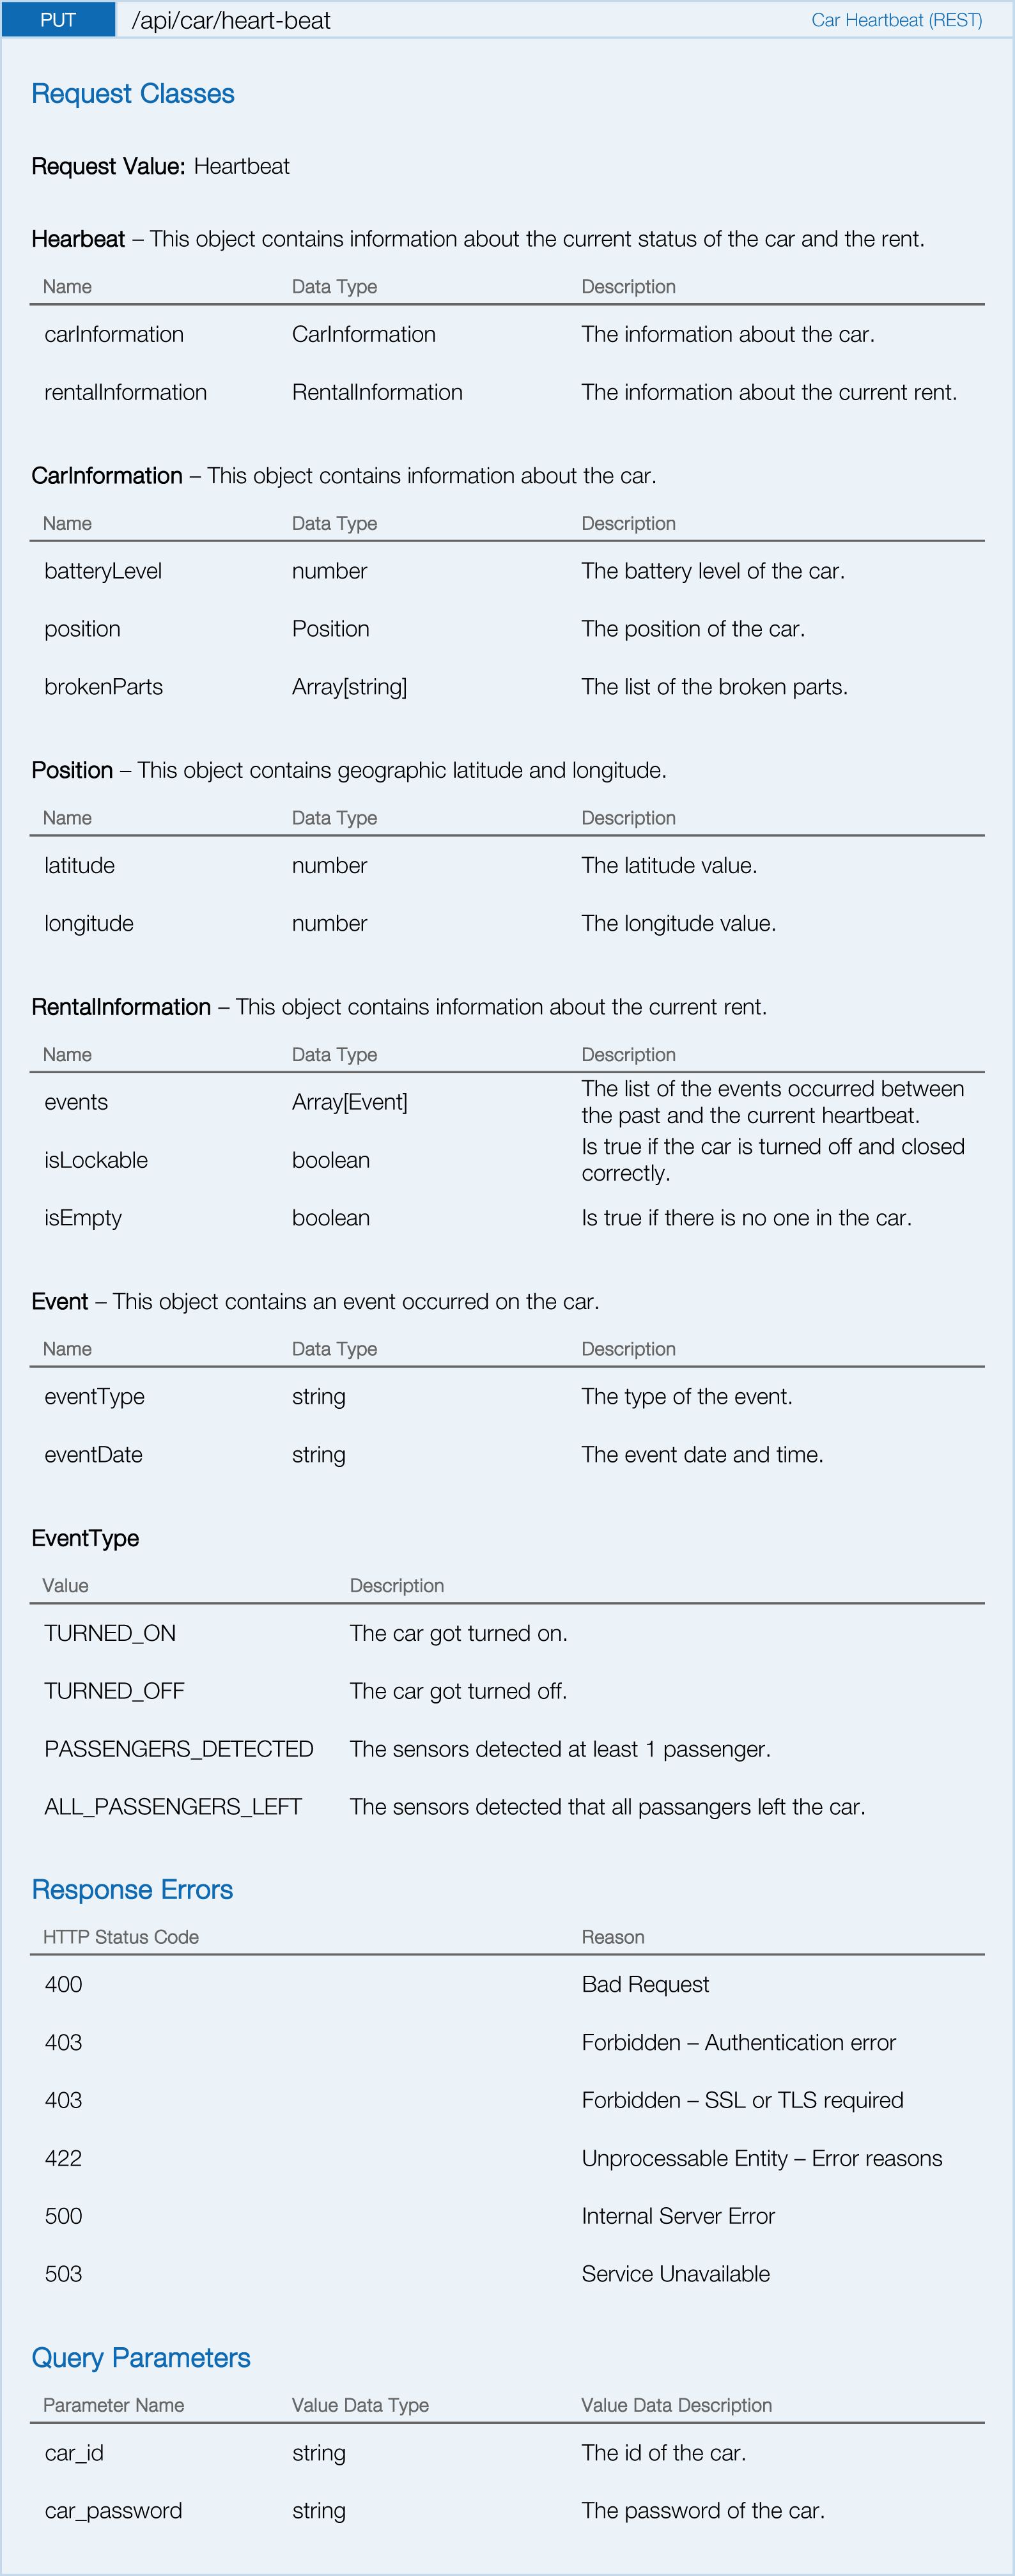 PUT /api/car/heart-beat Car Heartbeat (REST)
Request Classes
Request Value: Heartbeat
Hearbeat – This object contains information about the current status of the car and the rent.
Name Data Type Description
carInformation CarInformation The information about the car.
rentalInformation RentalInformation The information about the current rent.
CarInformation – This object contains information about the car.
Name Data Type Description
batteryLevel number The battery level of the car.
position Position The position of the car.
brokenParts Array[string] The list of the broken parts.
Position – This object contains geographic latitude and longitude.
Name Data Type Description
latitude number The latitude value.
longitude number The longitude value.
RentalInformation – This object contains information about the current rent.
Name Data Type Description
events Array[Event] The list of the events occurred between
the past and the current heartbeat.
isLockable boolean Is true if the car is turned off and closed
correctly.
isEmpty boolean Is true if there is no one in the car.
Event – This object contains an event occurred on the car.
Name Data Type Description
eventType string The type of the event.
eventDate string The event date and time.
EventType
Value Description
TURNED_ON The car got turned on.
TURNED_OFF The car got turned off.
PASSENGERS_DETECTED The sensors detected at least 1 passenger.
ALL_PASSENGERS_LEFT The sensors detected that all passangers left the car.
Response Errors
HTTP Status Code Reason
400 Bad Request
403 Forbidden – Authentication error
403 Forbidden – SSL or TLS required
422 Unprocessable Entity – Error reasons
500 Internal Server Error
503 Service Unavailable
Query Parameters
Parameter Name Value Data Type Value Data Description
car_id string The id of the car.
car_password string The password of the car.